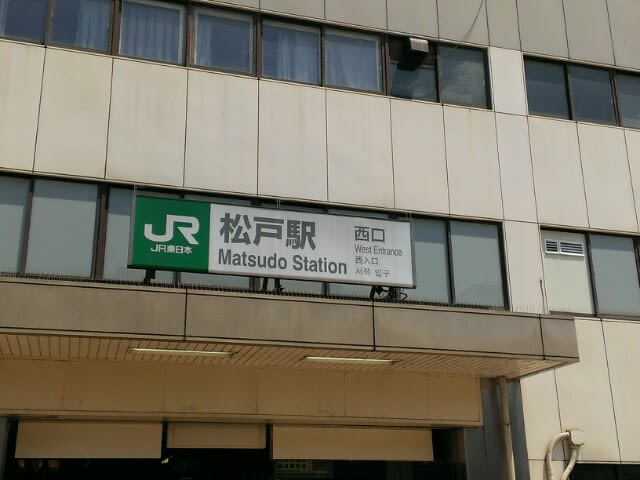 JR
JR東日本
松戸駅
Matsudo Station
西口
West Entrance
西入口
서쪽 입구